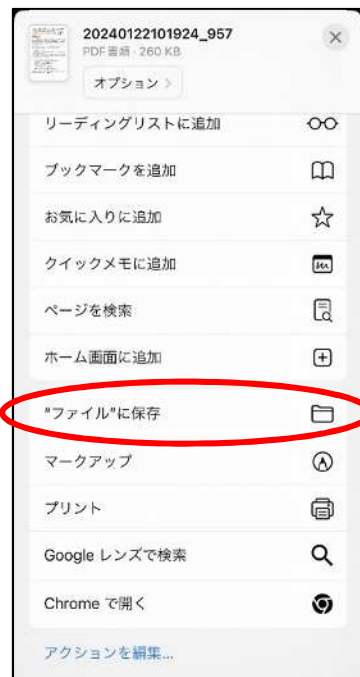 20240122101924_957
PDF書類・260 KB
オプション >
リーディングリストに追加
ブックマークを追加
お気に入りに追加
クイックメモに追加
ページを検索
ホーム画面に追加
"ファイル"に保存
マークアップ
プリント
Google レンズで検索
Chrome で開く
アクションを編集...